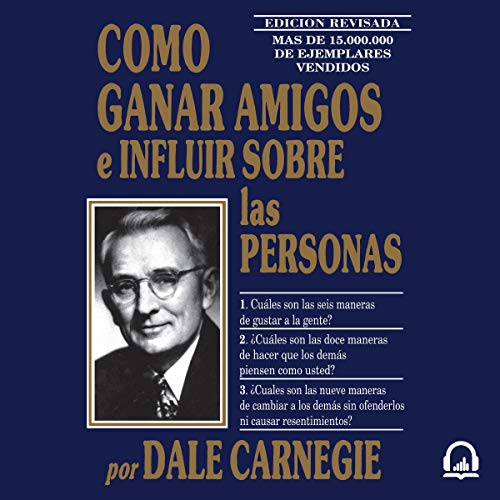 EDICION REVISADA
MAS DE 15.000.000
DE EJEMPLARES
VENDIDOS
COMO
GANAR AMIGOS
e INFLUIR SOBRE
las
PERSONAS
1. Cuáles son las seis maneras
de gustar a la gente?
2. ¿Cuáles son las doce maneras
de hacer que los demás
piensen como usted?
3. ¿Cuales son las nueve maneras
de cambiar a los demás sin ofenderlos
ni causar resentimientos?
por DALE CARNEGIE